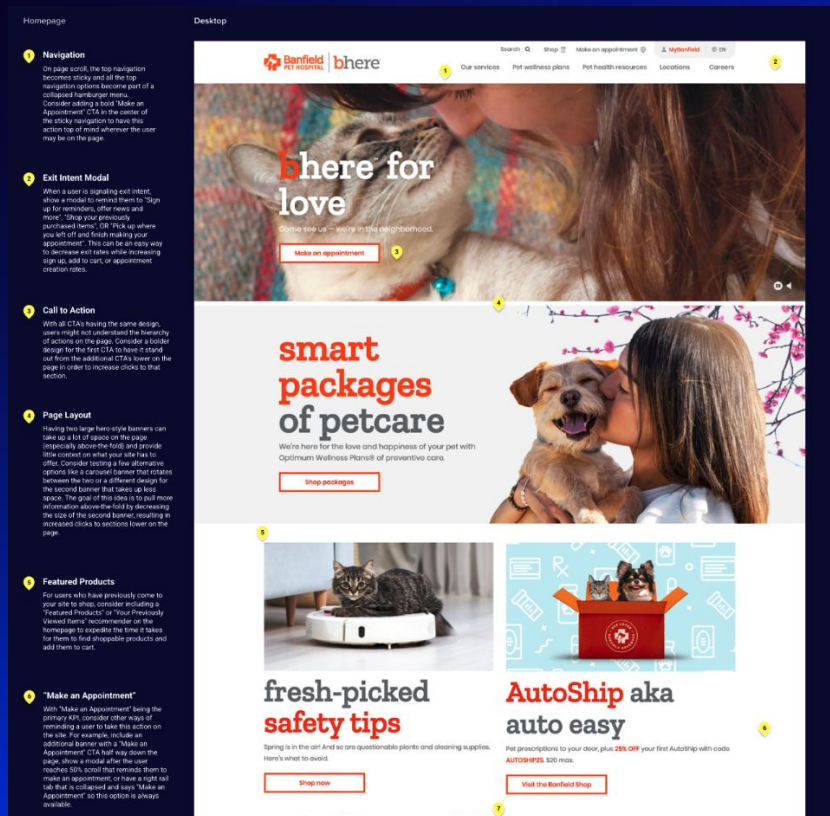 Homepage
Desktop
1 Navigation
On page scroll, the top navigation
becomes sticky and all the top
navigation options become part of a
collapsed hamburger menu.
Consider adding a bold "Make an
Appointment" CTA in the center of
the sticky navigation to have this
action top of mind wherever the user
may be on the page.
2 Exit Intent Modal
When a user is signaling exit intent,
show a modal to remind them to "Sign
up for reminders, offer news and
more", "Shop your previously
purchased items", OR "Pick up where
you left off and finish making your
appointment". This can be an easy way
to decrease exit rates while increasing
sign up, add to cart, or appointment
creation rates.
3 Call to Action
With all CTA's having the same design,
users might not understand the hierarchy
of actions on the page. Consider a bolder
design for the first CTA to have it stand
out from the additional CTA's lower on the
page in order to increase clicks to that
section.
4 Page Layout
Having two large hero-style banners can
take up a lot of space on the page
(especially above-the-fold) and provide
little context on what your site has to
offer. Consider testing a few alternative
options like a carousel banner that rotates
between the two or a different design for
the second banner that takes up less
space. The goal of this idea is to pull more
information above-the-fold by decreasing
the size of the second banner, resulting in
increased clicks to sections lower on the
page.
5 Featured Products
For users who have previously come to
your site to shop, consider including a
"Featured Products" or "Your Previously
Viewed Items" recommender on the
homepage to expedite the time it takes
for them to find shoppable products and
add them to cart.
6 "Make an Appointment"
With "Make an Appointment" being the
primary KPI, consider other ways of
reminding a user to take this action on
the site. For example, include an
additional banner with a "Make an
Appointment" CTA half way down the
page, show a modal after the user
reaches 50% scroll that reminds them to
make an appointment, or have a right rail
tab that is collapsed and says "Make an
Appointment" so this option is always
available.
Search Shop Make an appointment MyBanfield EN
Banfield
PET HOSPITAL
bhere
1 Our services Pet wellness plans Pet health resources Locations Careers
2
bhere for
love
Come see us — we're in the neighborhood.
Make an appointment
3
4
smart
packages
of petcare
We're here for the love and happiness of your pet with
Optimum Wellness Plans® of preventive care.
Shop packages
5
fresh-picked
safety tips
Spring is in the air! And so are questionable plants and cleaning supplies.
Here's what to avoid.
Shop now
AutoShip aka
auto easy
Pet prescriptions to your door, plus 25% OFF your first AutoShip with code
AUTOSHIP25. $20 max.
Visit the Banfield Shop
6
7